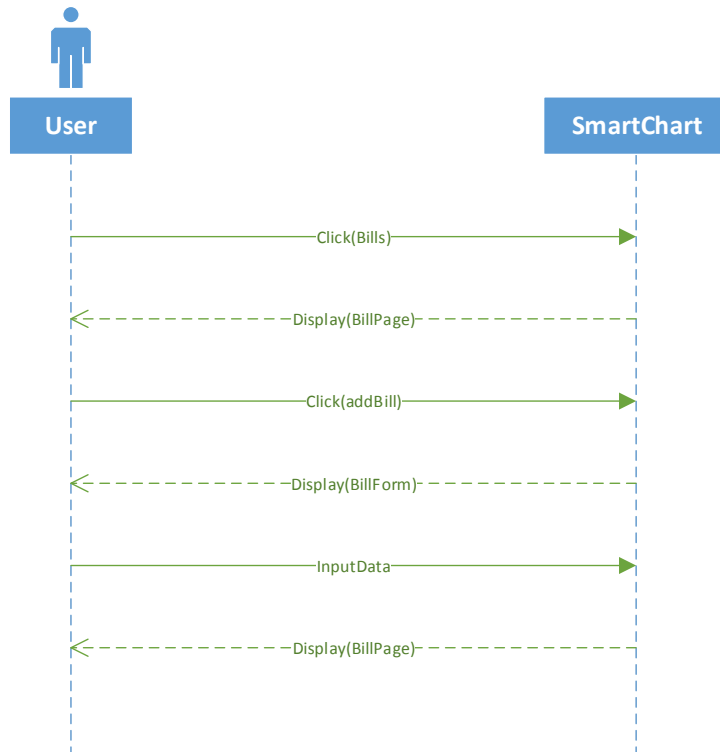 User
SmartChart
Click(Bills)
Display(BillPage)
Click(addBill)
Display(BillForm)
InputData
Display(BillPage)